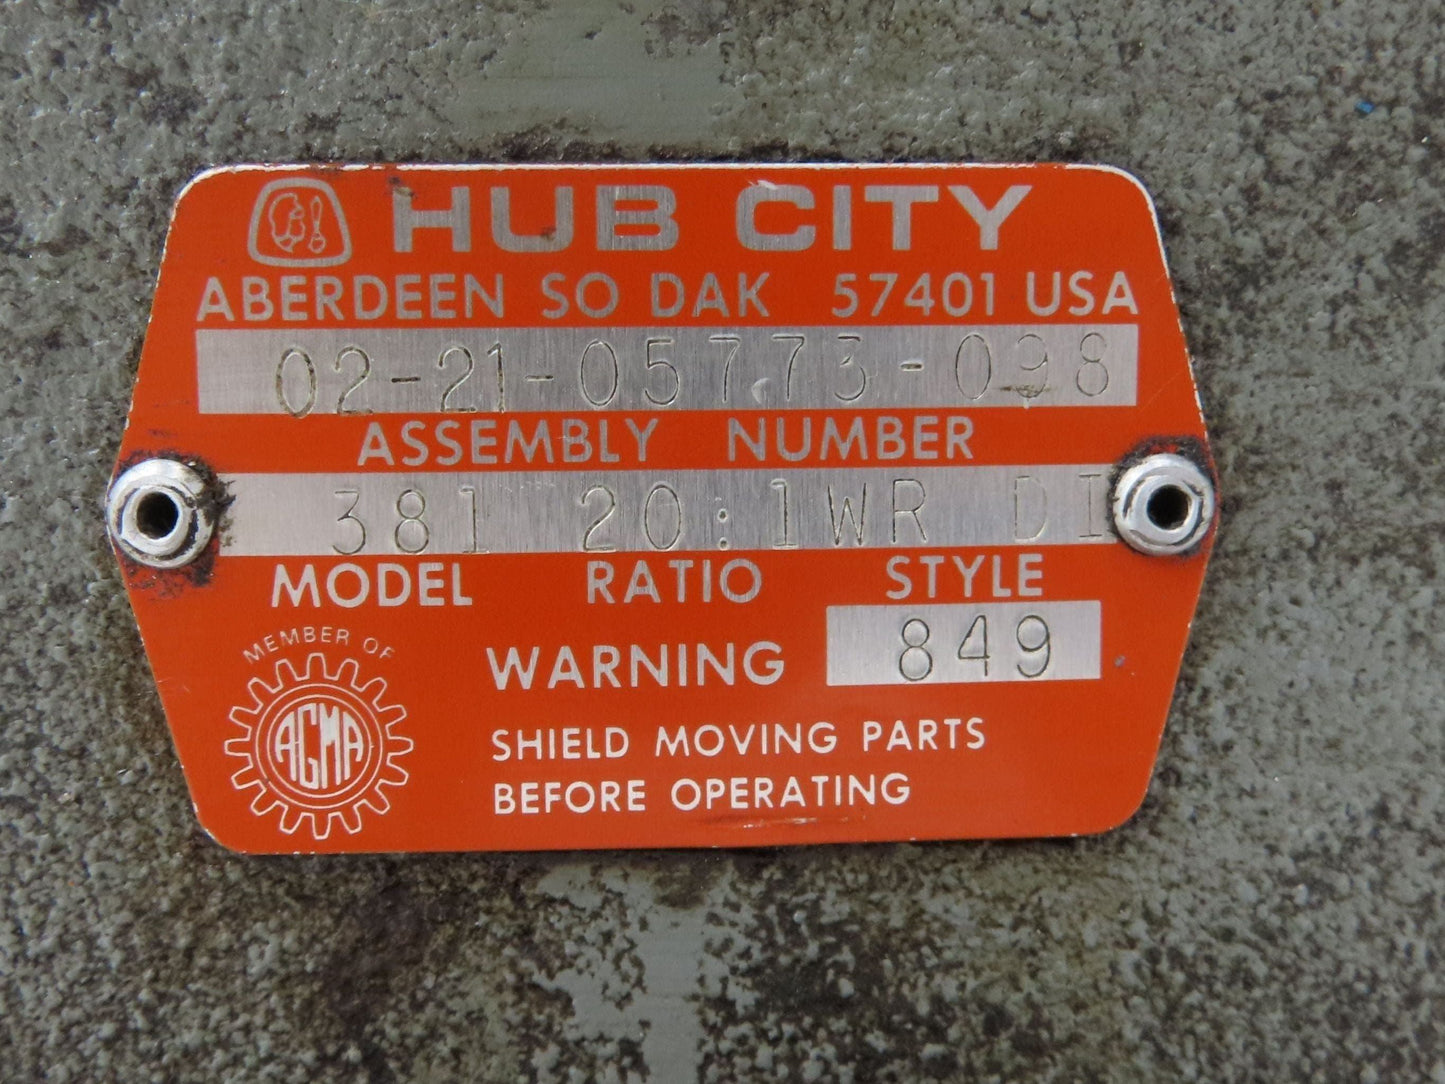 HUB CITY
ABERDEEN SO DAK 57401 USA
02-21-05773-098
ASSEMBLY NUMBER
381 20:1WR DI
MODEL RATIO STYLE
849
MEMBER OF
AGMA
WARNING
SHIELD MOVING PARTS
BEFORE OPERATING